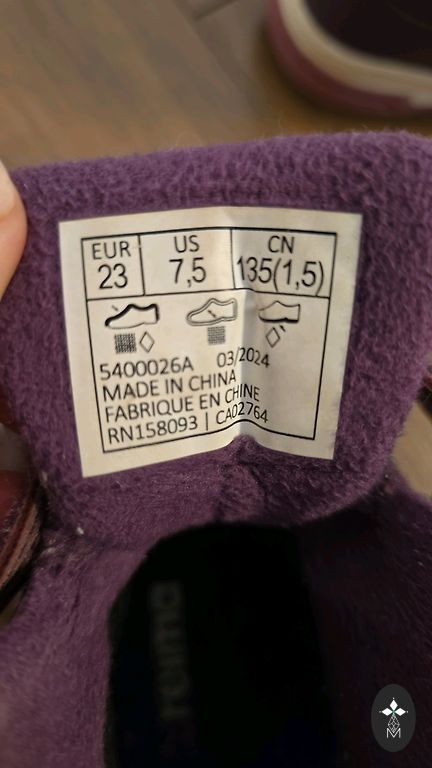 EUR US CN
23 7,5 135(1,5)
5400026A 03/2024
MADE IN CHINA
FABRIQUE EN CHINE
RN158093 | CA02764
reima
M